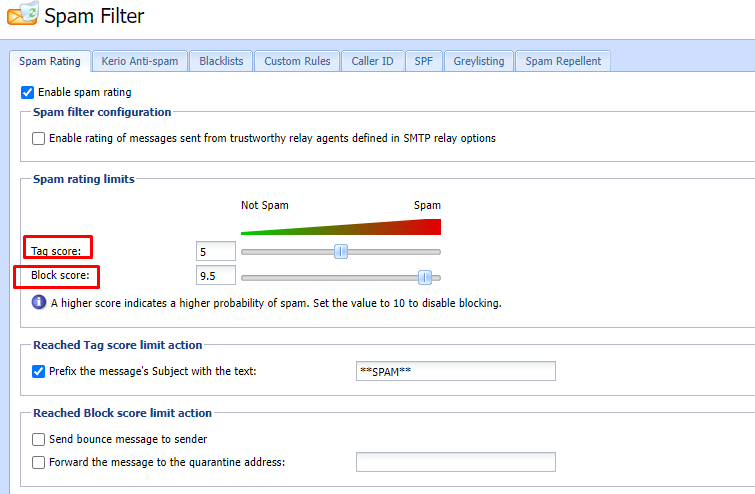 Spam Filter
Spam Rating Kerio Anti-spam Blacklists Custom Rules Caller ID SPF Greylisting Spam Repellent
Enable spam rating
Spam filter configuration
Enable rating of messages sent from trustworthy relay agents defined in SMTP relay options
Spam rating limits
Not Spam Spam
Tag score: 5
Block score: 9.5
A higher score indicates a higher probability of spam. Set the value to 10 to disable blocking.
Reached Tag score limit action
Prefix the message's Subject with the text: **SPAM**
Reached Block score limit action
Send bounce message to sender
Forward the message to the quarantine address: